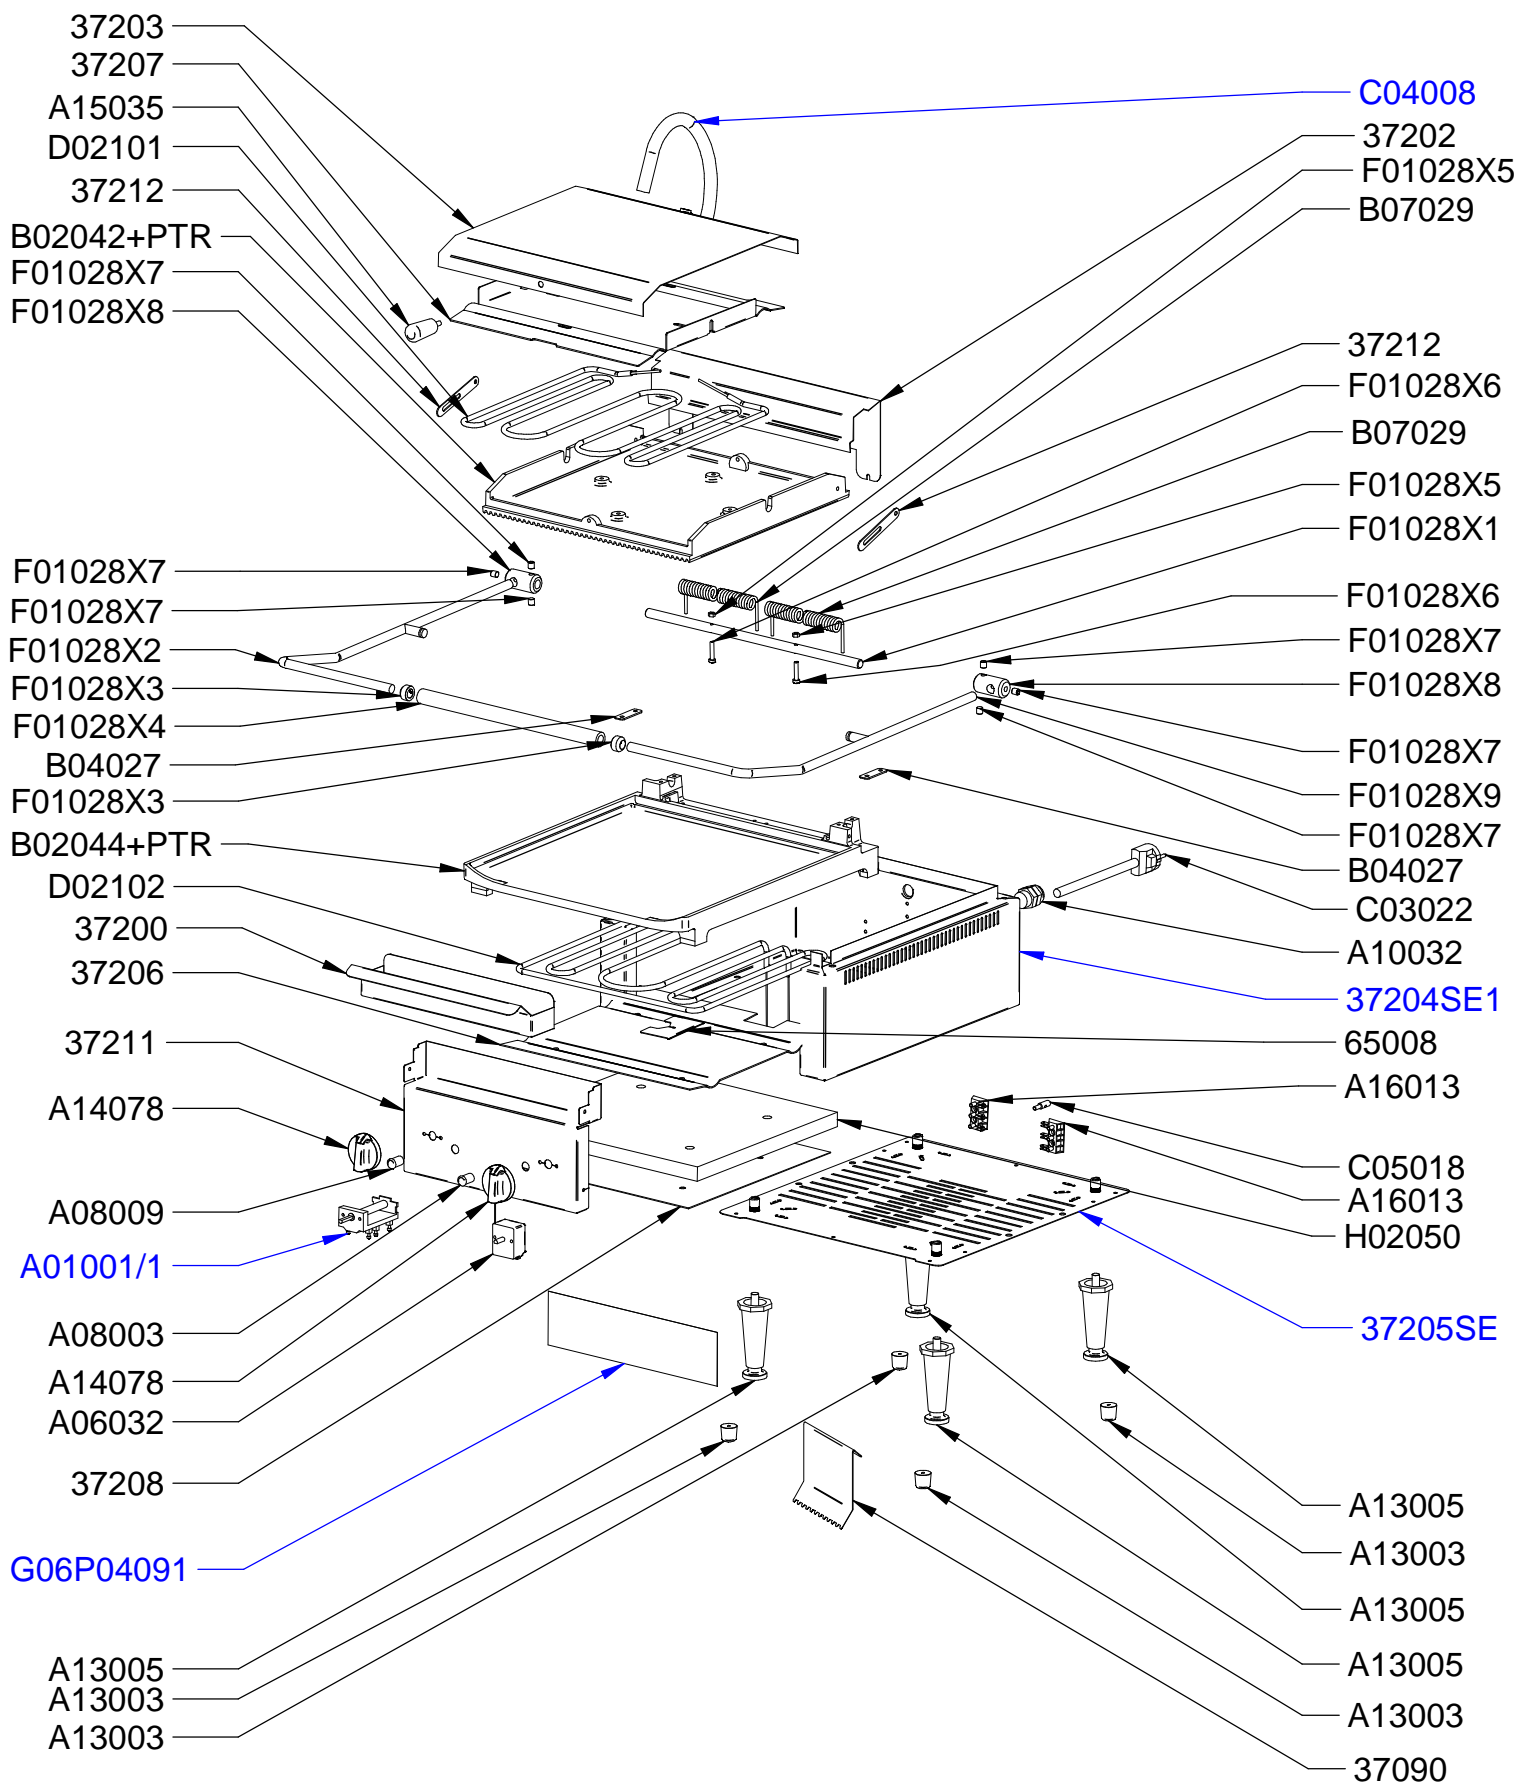 37203
37207
A15035
D02101
37212
B02042+PTR
F01028X7
F01028X8
F01028X7
F01028X7
F01028X2
F01028X3
F01028X4
B04027
F01028X3
B02044+PTR
D02102
37200
37206
37211
A14078
A08009
A01001/1
A08003
A14078
A06032
37208
G06P04091
A13005
A13003
A13003
C04008
37202
F01028X5
B07029
37212
F01028X6
B07029
F01028X5
F01028X1
F01028X6
F01028X7
F01028X8
F01028X7
F01028X9
F01028X7
B04027
C03022
A10032
37204SE1
65008
A16013
C05018
A16013
H02050
37205SE
A13005
A13003
A13005
A13005
A13003
37090